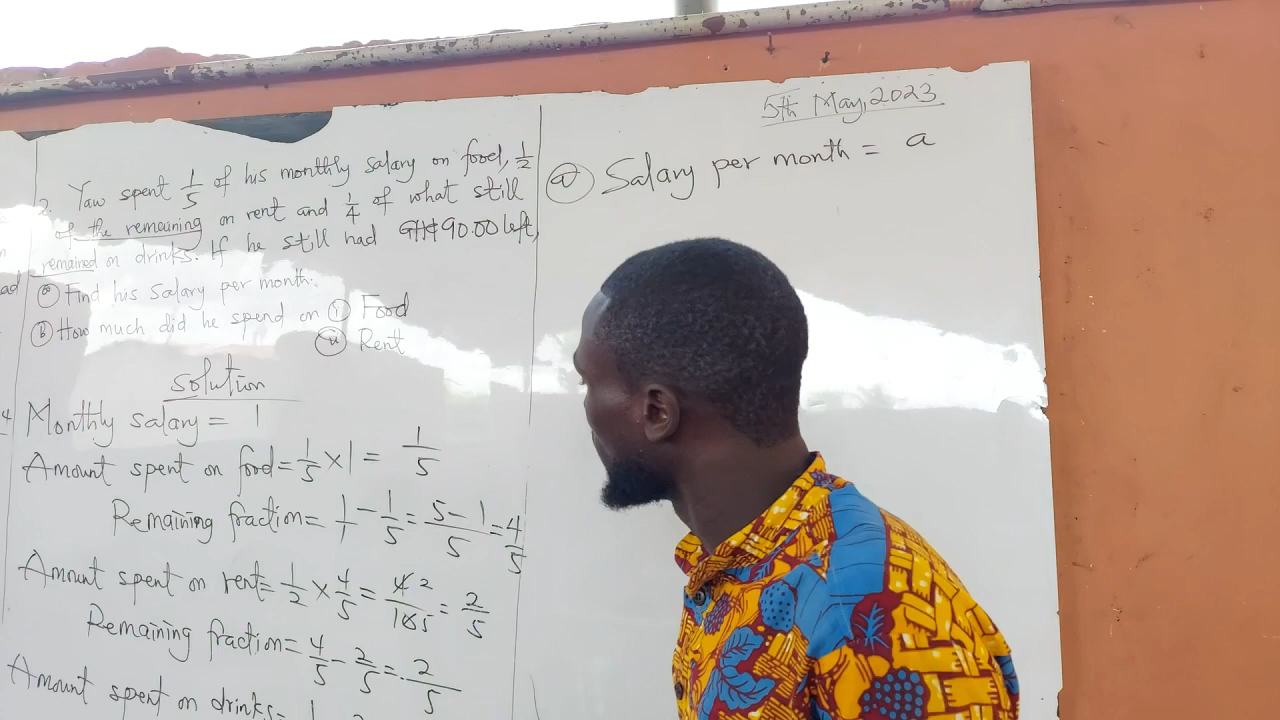 5th May, 2023
2. Yaw spent 1/5 of his monthly salary on food, 1/2
of the remaining on rent and 1/4 of what still
remained on drinks. If he still had GH¢90.00 left,
a Find his Salary per month.
b How much did he spend on i Food
ii Rent
solution
Monthly salary = 1
Amount spent on food = 1/5 × 1 = 1/5
Remaining fraction = 1/1 - 1/5 = 5-1/5 = 4/5
Amount spent on rent = 1/2 × 4/5 = 4 2/10 5 = 2/5
Remaining fraction = 4/5 - 2/5 = 2/5
Amount spent on drinks =
a Salary per month = a